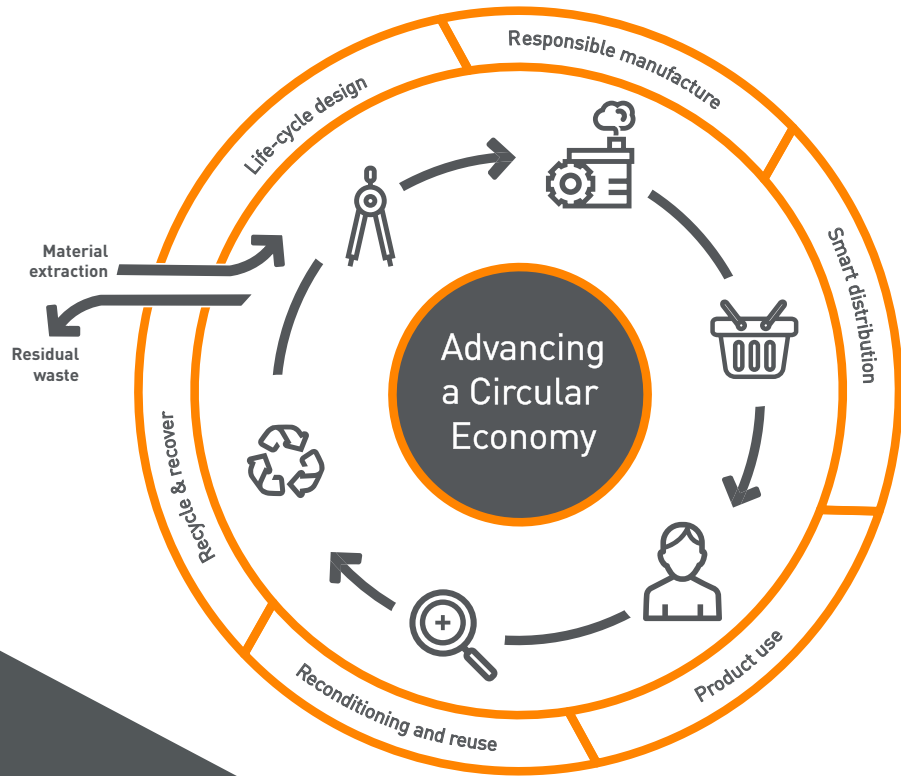 Responsible manufacture
Life-cycle design
Smart distribution
Material
extraction
Residual
waste
Advancing
a Circular
Economy
Recycle & recover
Product use
Reconditioning and reuse